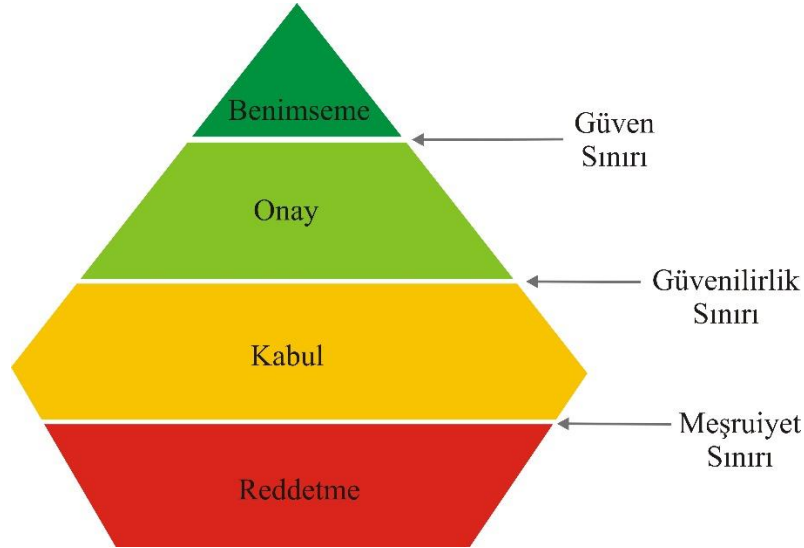 Benimseme
Güven
Sınırı
Onay
Güvenilirlik
Sınırı
Kabul
Meşruiyet
Sınırı
Reddetme